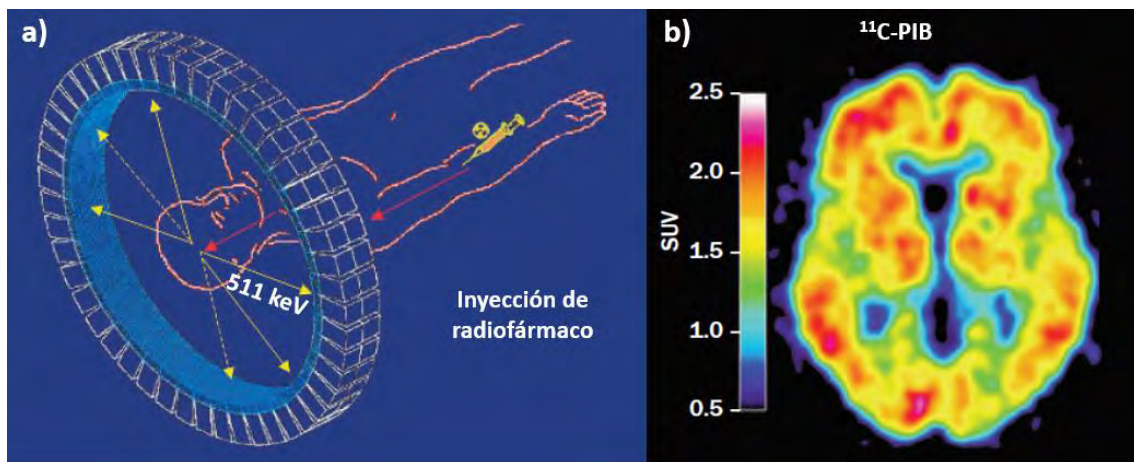 a)
511 keV
Inyección de
radiofármaco
b)
¹¹C-PIB
SUV
2.5
2.0
1.5
1.0
0.5